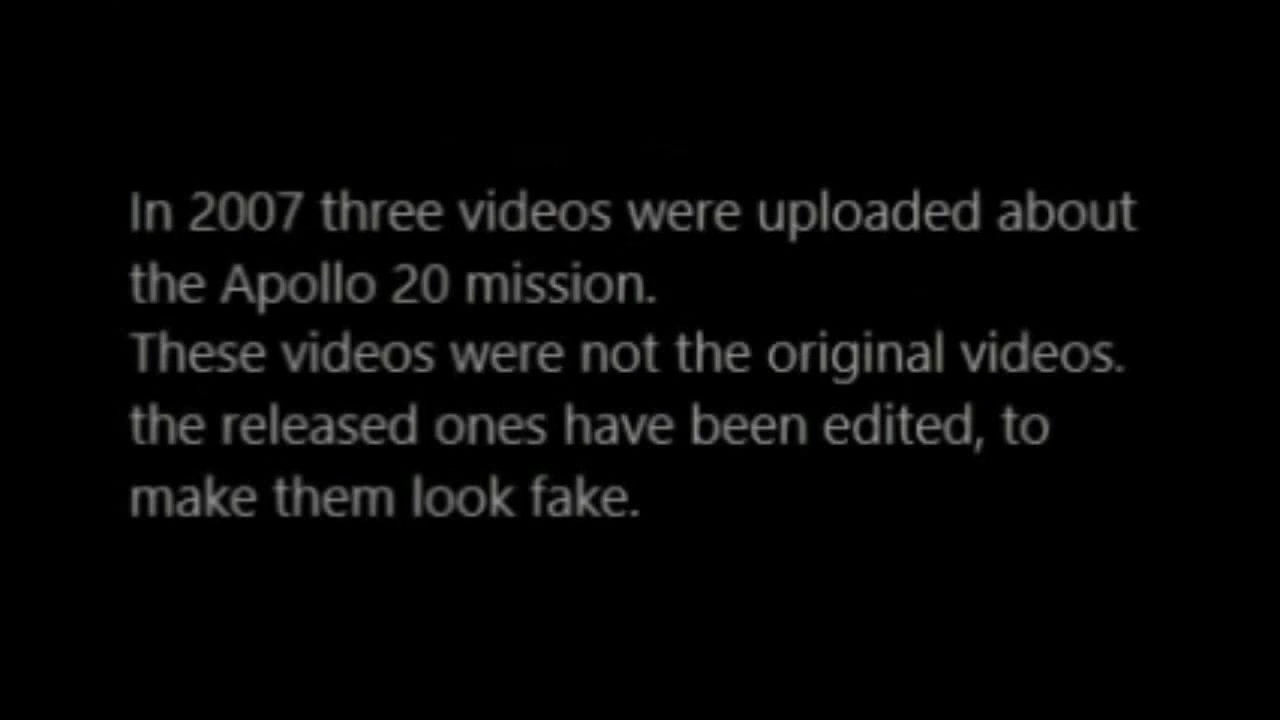 In 2007 three videos were uploaded about
the Apollo 20 mission.
These videos were not the original videos.
the released ones have been edited, to
make them look fake.